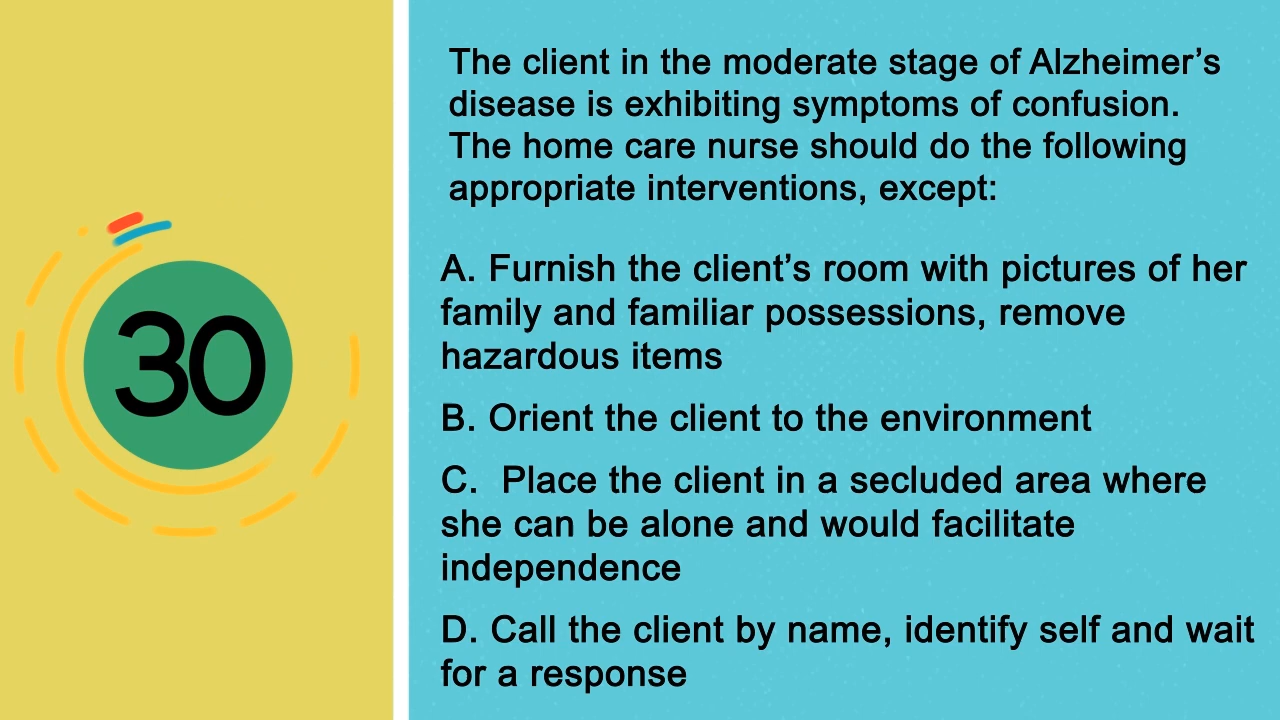 30
The client in the moderate stage of Alzheimer’s
disease is exhibiting symptoms of confusion.
The home care nurse should do the following
appropriate interventions, except:
A. Furnish the client’s room with pictures of her
family and familiar possessions, remove
hazardous items
B. Orient the client to the environment
C.  Place the client in a secluded area where
she can be alone and would facilitate
independence
D. Call the client by name, identify self and wait
for a response